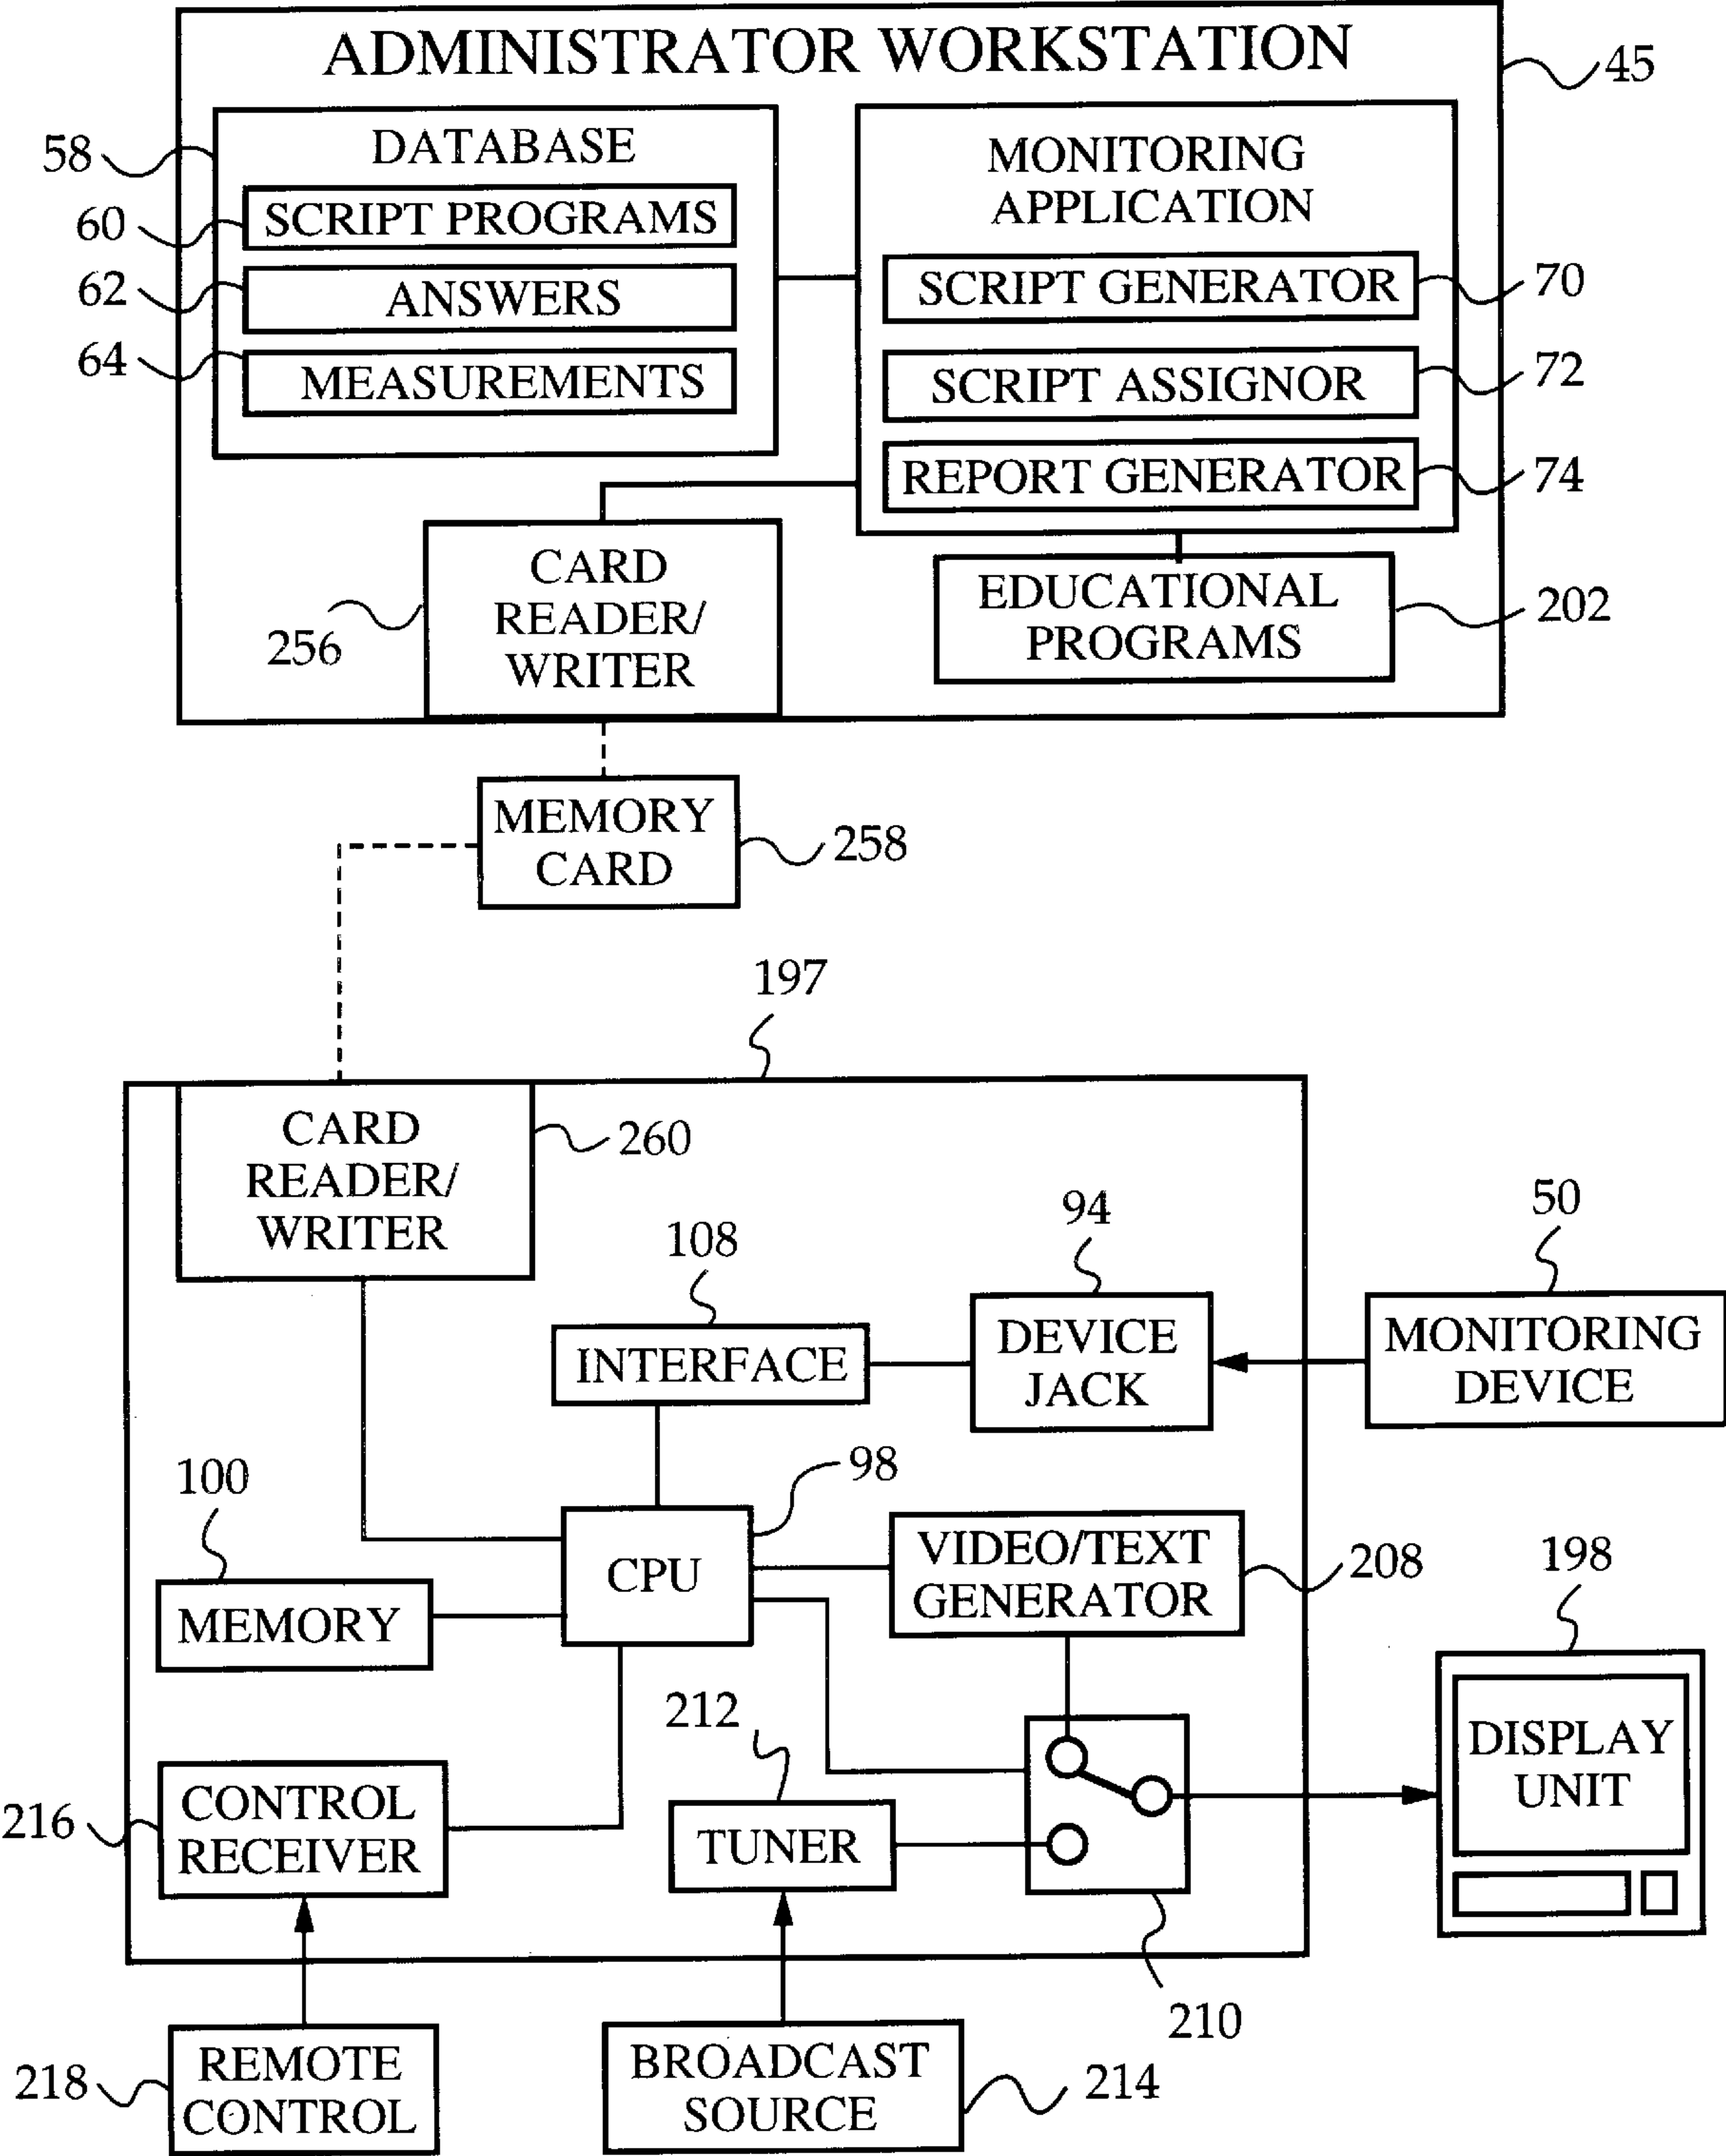 ADMINISTRATOR WORKSTATION
45
58
DATABASE
60
SCRIPT PROGRAMS
62
ANSWERS
64
MEASUREMENTS
MONITORING
APPLICATION
SCRIPT GENERATOR
70
SCRIPT ASSIGNOR
72
REPORT GENERATOR
74
256
CARD
READER/
WRITER
EDUCATIONAL
PROGRAMS
202
MEMORY
CARD
258
197
CARD
READER/
WRITER
260
108
INTERFACE
94
DEVICE
JACK
50
MONITORING
DEVICE
100
MEMORY
98
CPU
VIDEO/TEXT
GENERATOR
208
198
DISPLAY
UNIT
212
TUNER
216
CONTROL
RECEIVER
210
218
REMOTE
CONTROL
BROADCAST
SOURCE
214